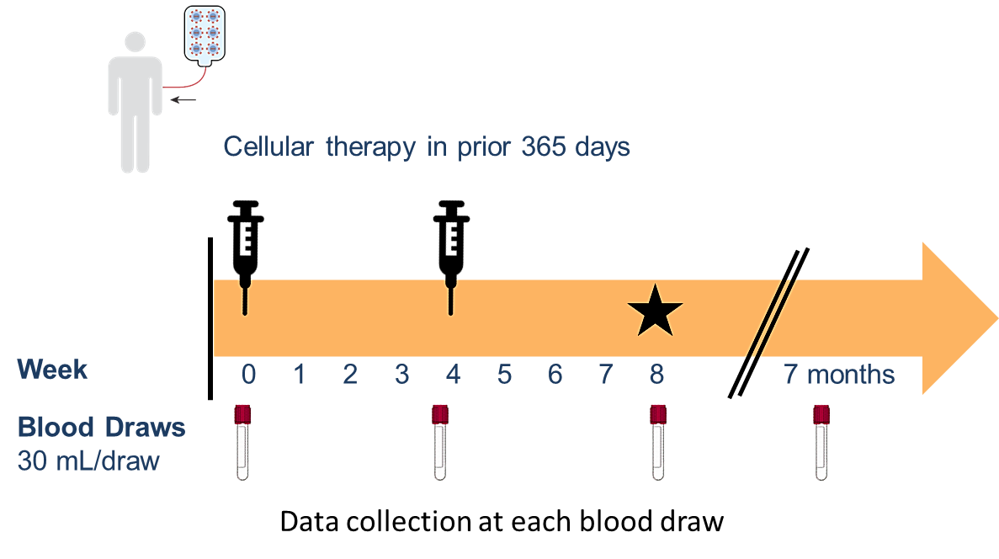 Cellular therapy in prior 365 days
Week 0 1 2 3 4 5 6 7 8 7 months
Blood Draws
30 mL/draw
Data collection at each blood draw